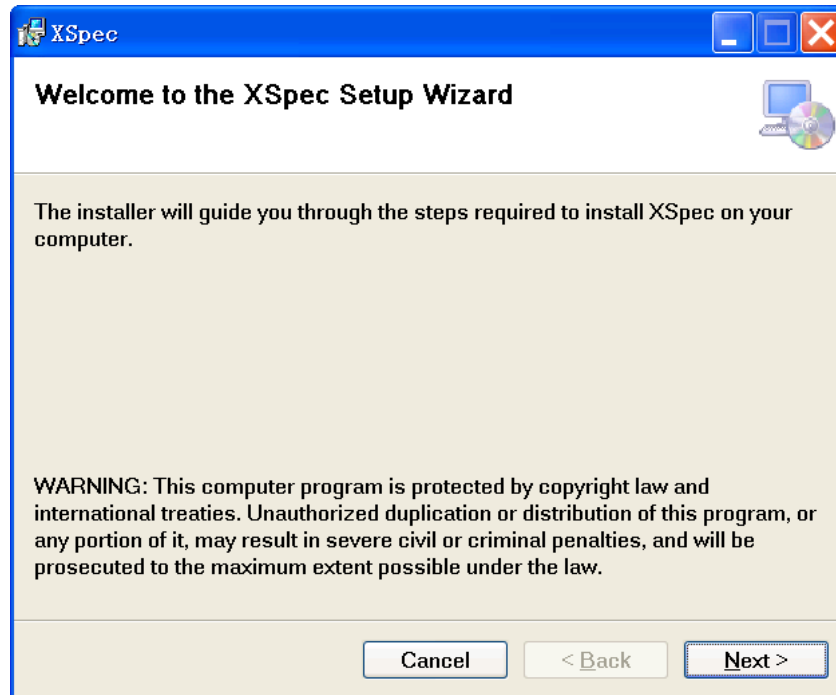 XSpec
Welcome to the XSpec Setup Wizard
The installer will guide you through the steps required to install XSpec on your
computer.
WARNING: This computer program is protected by copyright law and
international treaties. Unauthorized duplication or distribution of this program, or
any portion of it, may result in severe civil or criminal penalties, and will be
prosecuted to the maximum extent possible under the law.
Cancel < Back Next >